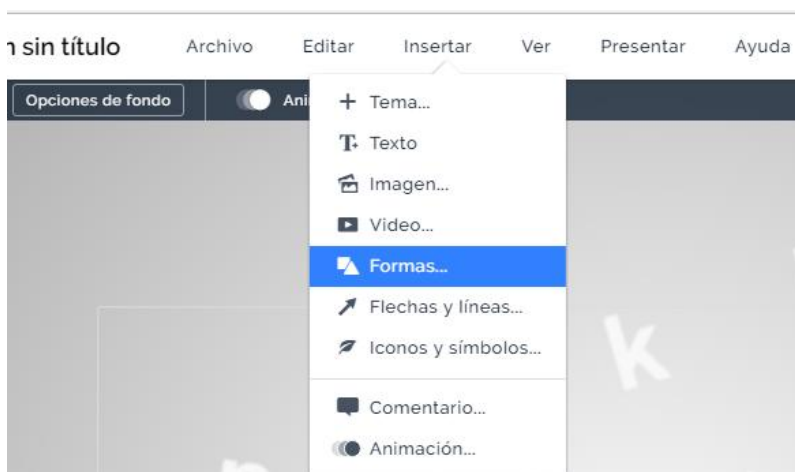 sin título Archivo Editar Insertar Ver Presentar Ayuda
Opciones de fondo
+ Tema...
Texto
Imagen...
Video...
Formas...
Flechas y líneas...
Iconos y símbolos...
k
Comentario...
Animación...